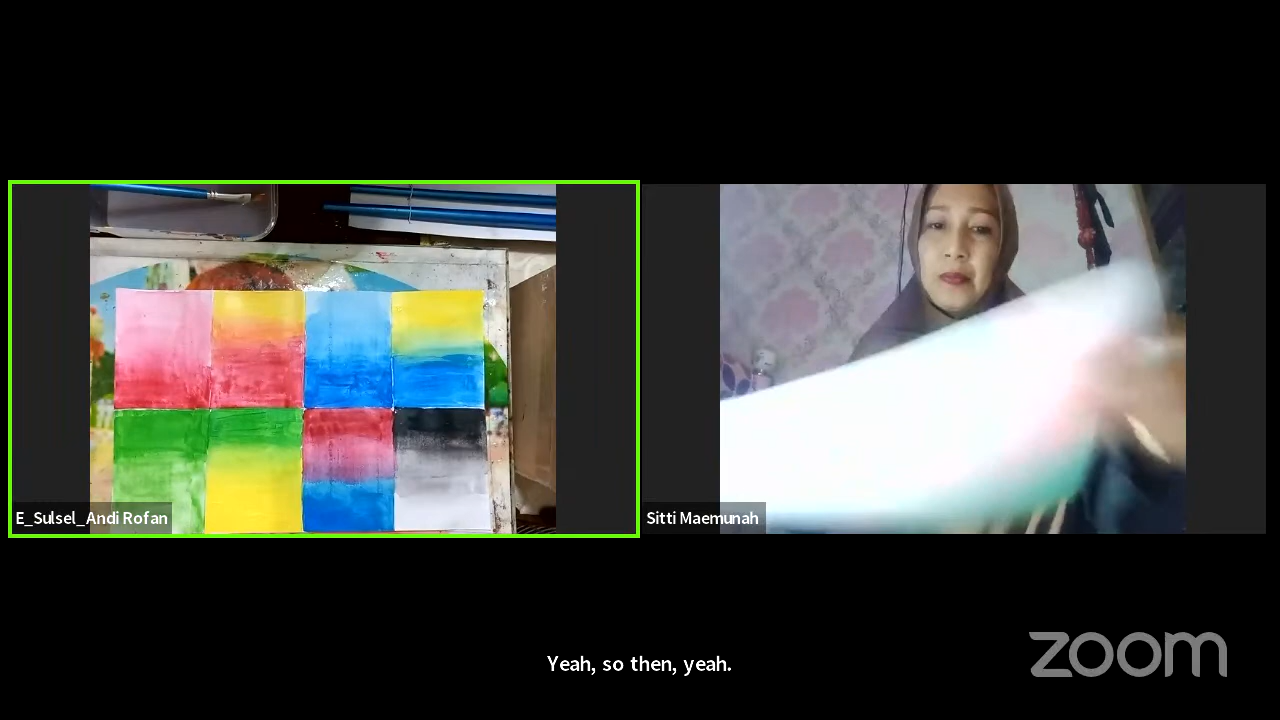 E_Sulsel_Andi Rofan
Sitti Maemunah
Yeah, so then, yeah.
zoom